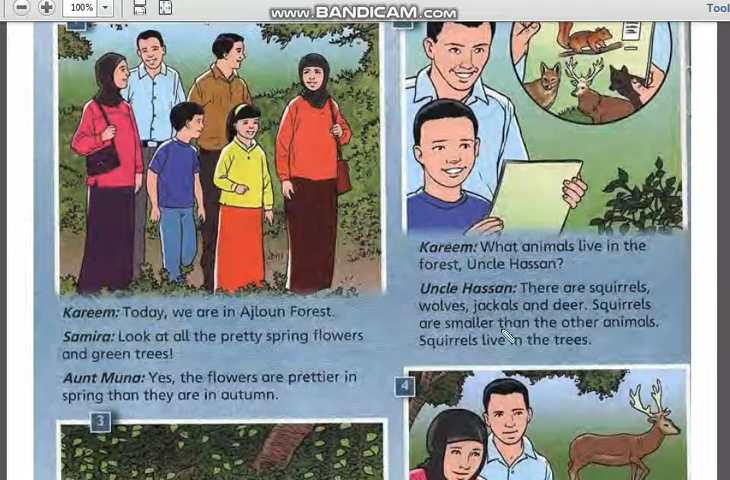 100%
www.BANDICAM.com
Tool
Kareem: Today, we are in Ajloun Forest.
Samira: Look at all the pretty spring flowers
and green trees!
Aunt Muna: Yes, the flowers are prettier in
spring than they are in autumn.
Kareem: What animals live in the
forest, Uncle Hassan?
Uncle Hassan: There are squirrels,
wolves, jackals and deer. Squirrels
are smaller than the other animals.
Squirrels live in the trees.
3
4